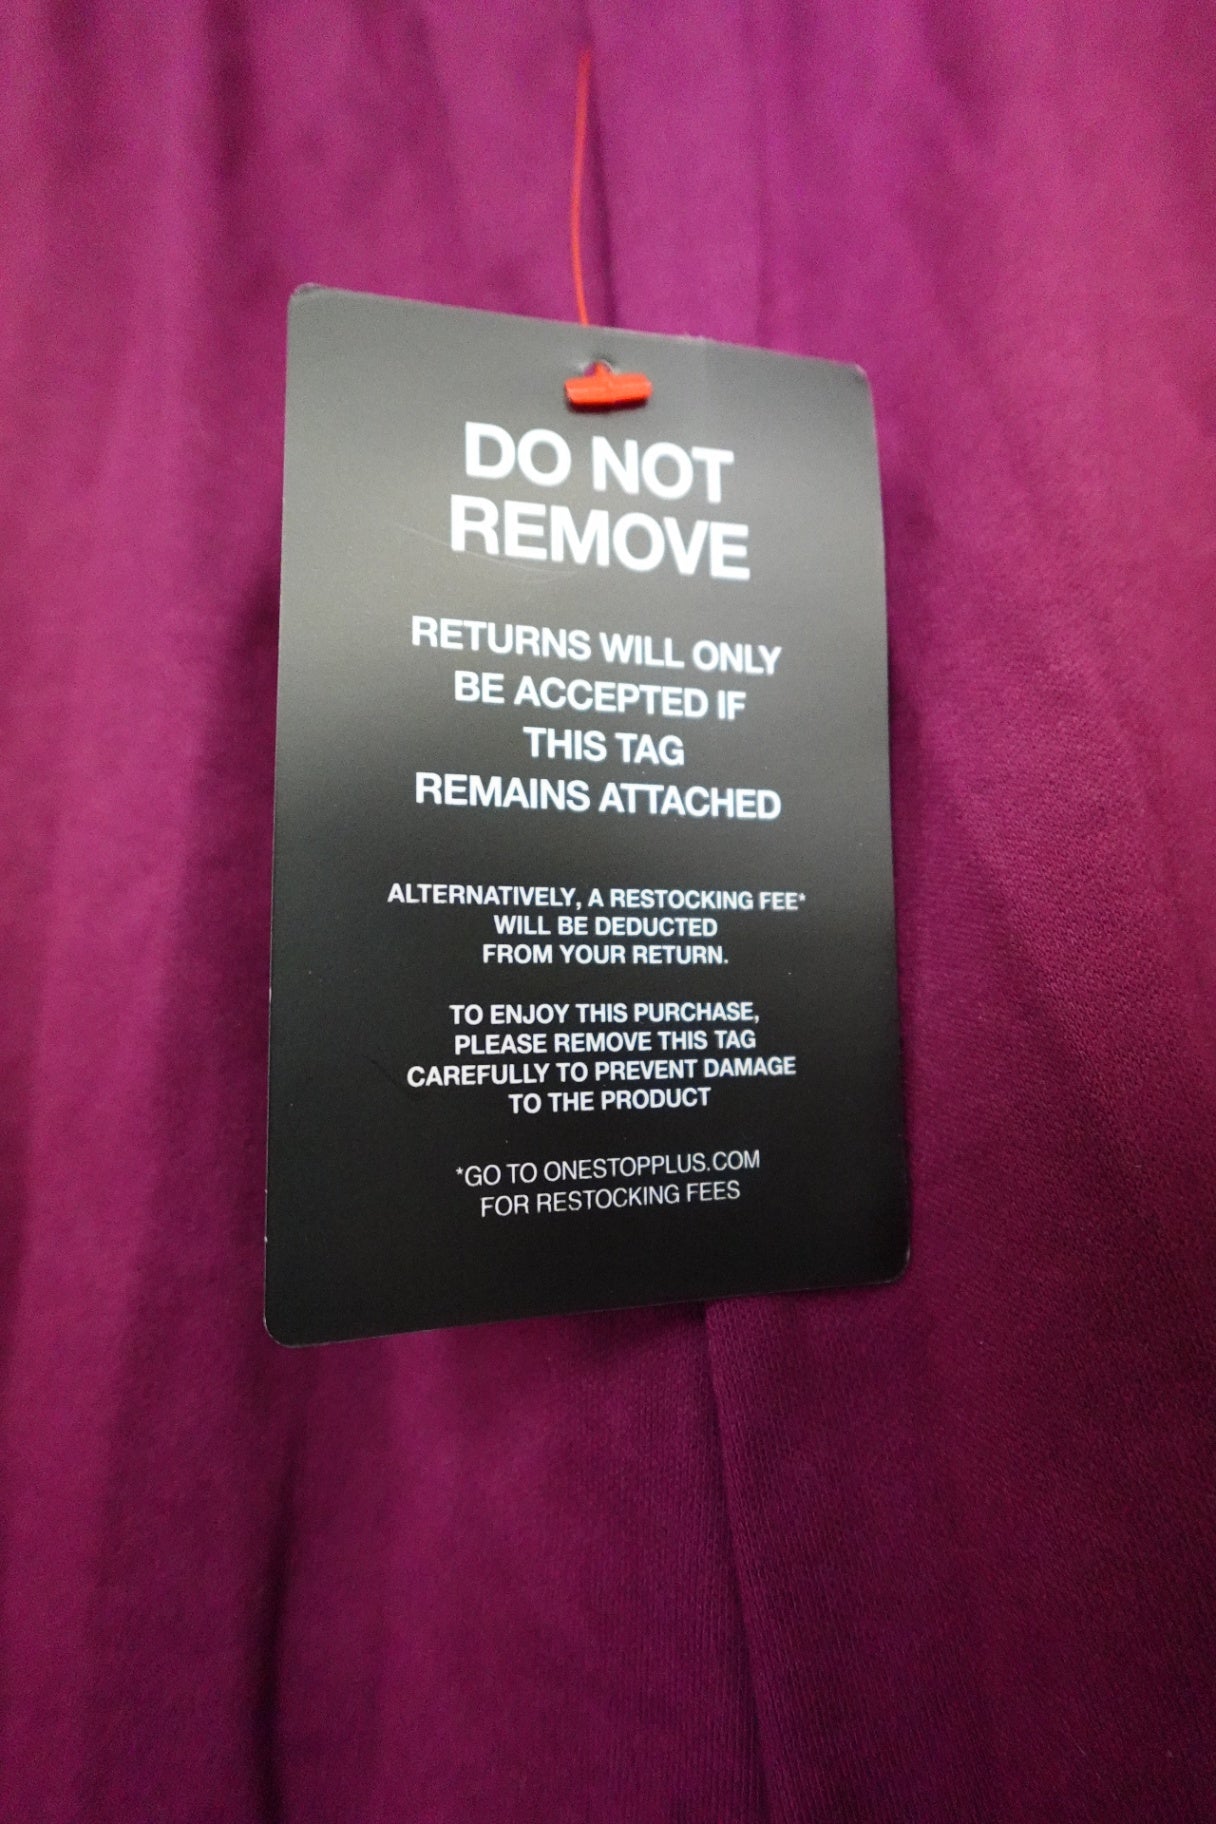 DO NOT
REMOVE
RETURNS WILL ONLY
BE ACCEPTED IF
THIS TAG
REMAINS ATTACHED
ALTERNATIVELY, A RESTOCKING FEE*
WILL BE DEDUCTED
FROM YOUR RETURN.
TO ENJOY THIS PURCHASE,
PLEASE REMOVE THIS TAG
CAREFULLY TO PREVENT DAMAGE
TO THE PRODUCT
*GO TO ONESTOPPLUS.COM
FOR RESTOCKING FEES